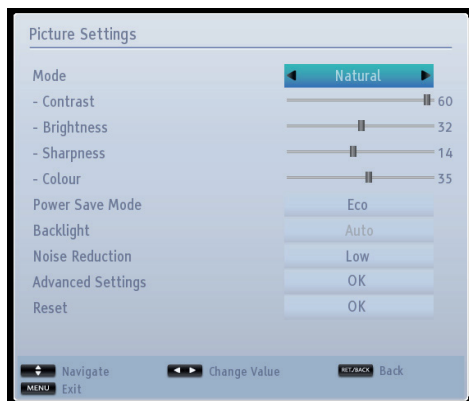 Picture Settings
Mode Natural
- Contrast 60
- Brightness 32
- Sharpness 14
- Colour 35
Power Save Mode Eco
Backlight Auto
Noise Reduction Low
Advanced Settings OK
Reset OK
Navigate Change Value RET./BACK Back
MENU Exit